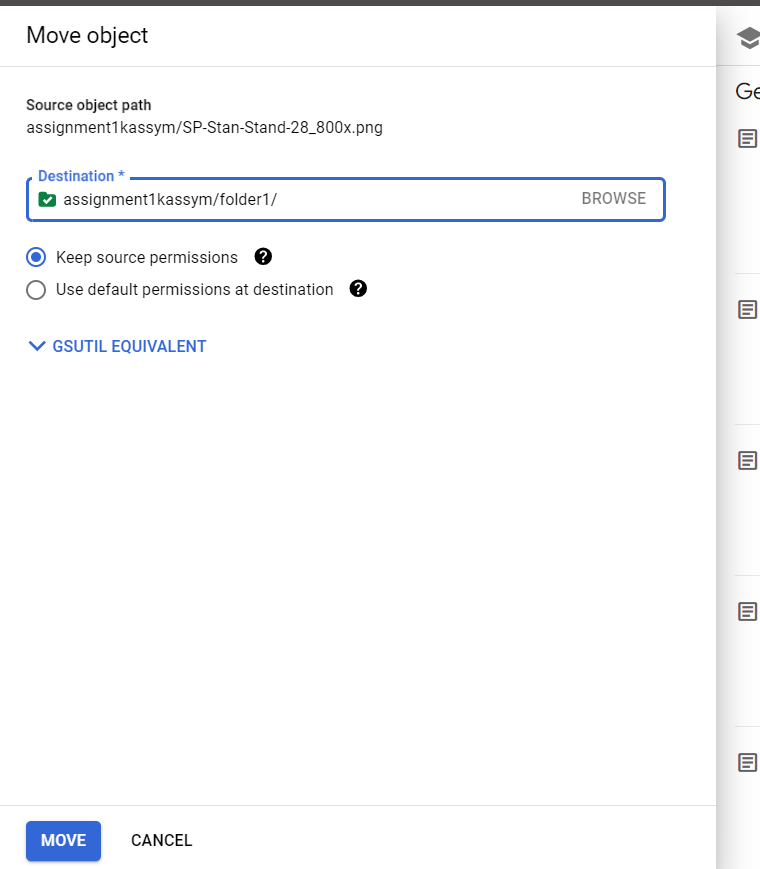 Move object
Source object path
assignment1kassym/SP-Stan-Stand-28_800x.png
Destination *
assignment1kassym/folder1/ BROWSE
Keep source permissions
Use default permissions at destination
GSUTIL EQUIVALENT
MOVE CANCEL
Ge